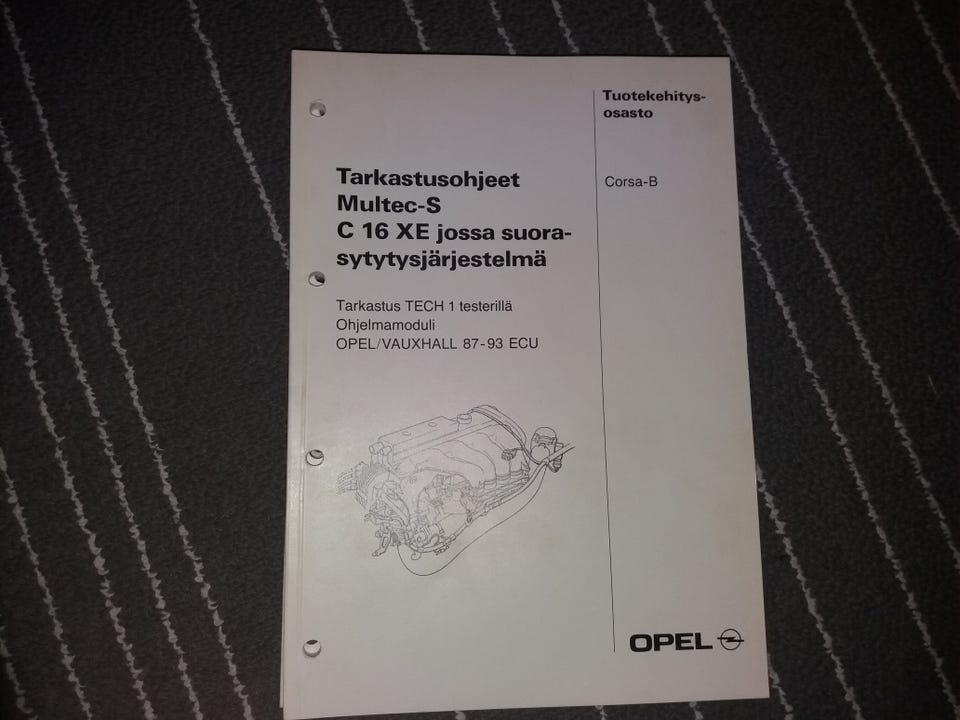 Tuotekehitys-
osasto
Corsa-B
Tarkastusohjeet
Multec-S
C 16 XE jossa suora-
sytytysjärjestelmä
Tarkastus TECH 1 testerillä
Ohjelmamoduli
OPEL/VAUXHALL 87-93 ECU
OPEL